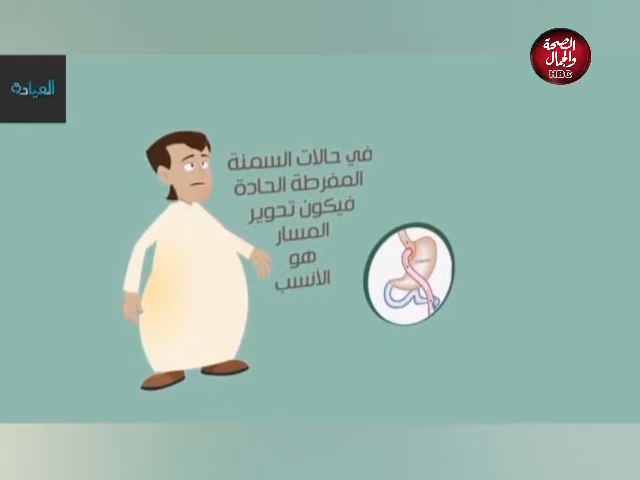 الصحة
والجمال
HBC
العيادة
في حالات السمنة
المفرطة الحادة
فيكون تحوير
المسار
هو
الأنسب